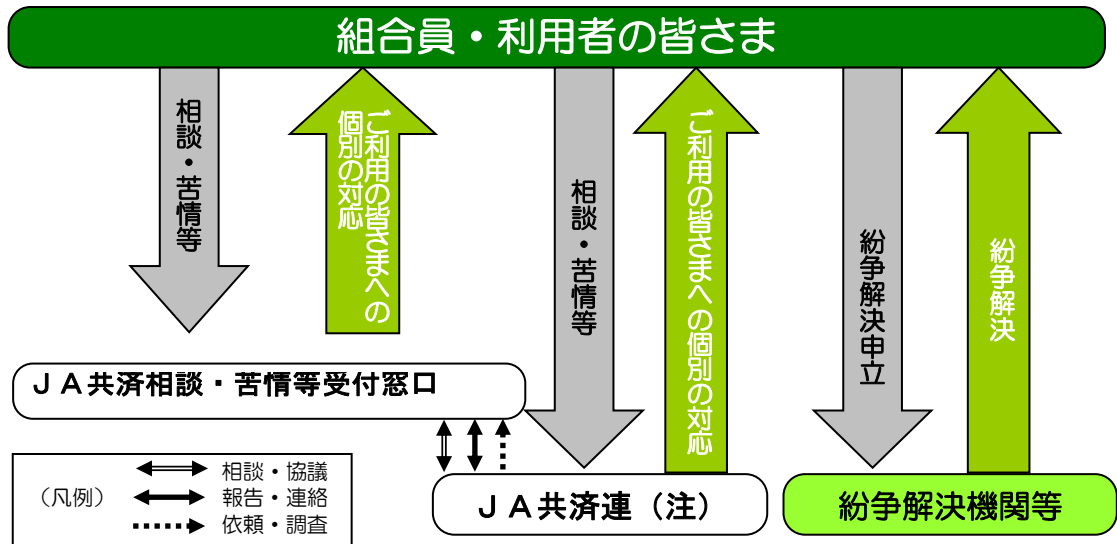 組合員・利用者の皆さま
相談・苦情等
ご利用の皆さまへの
個別の対応
相談・苦情等
ご利用の皆さまへの個別の対応
紛争解決申立
紛争解決
ＪＡ共済相談・苦情等受付窓口
ＪＡ共済連（注）
紛争解決機関等
（凡例）
相談・協議
報告・連絡
依頼・調査